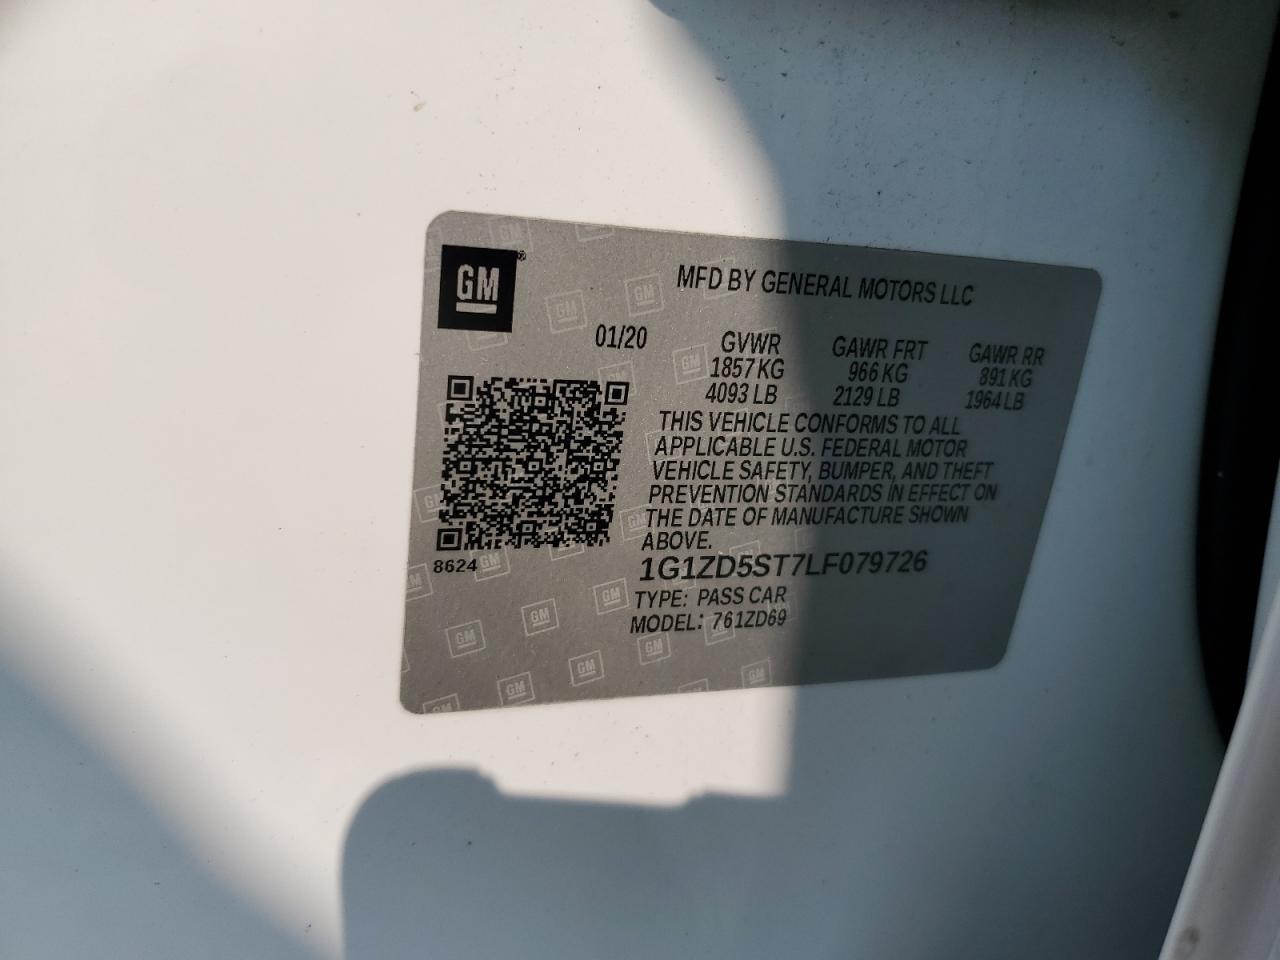 GM®
MFD BY GENERAL MOTORS LLC
01/20
GVWR GAWR FRT GAWR RR
1857 KG 966 KG 891 KG
4093 LB 2129 LB 1964 LB
THIS VEHICLE CONFORMS TO ALL
APPLICABLE U.S. FEDERAL MOTOR
VEHICLE SAFETY, BUMPER, AND THEFT
PREVENTION STANDARDS IN EFFECT ON
THE DATE OF MANUFACTURE SHOWN
ABOVE.
8624
1G1ZD5ST7LF079726
TYPE: PASS CAR
MODEL: 761ZD69